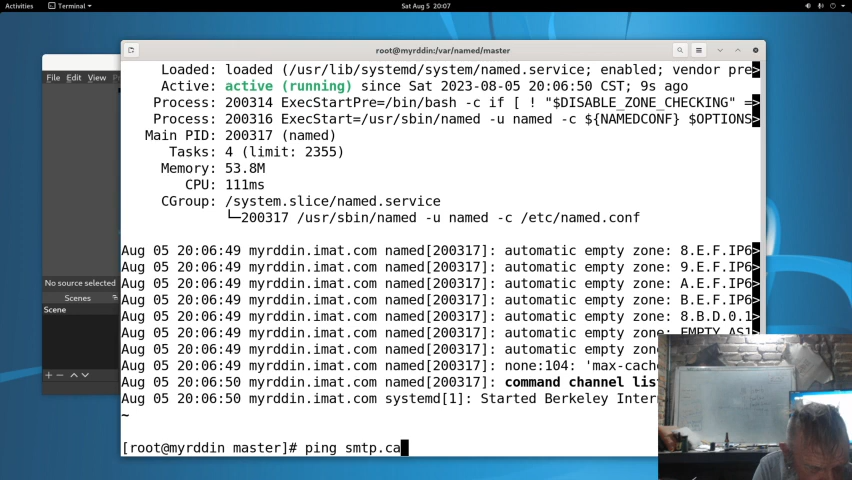 Activities Terminal Sat Aug 5 20:07
root@myrddin:/var/named/master
File Edit View
Loaded: loaded (/usr/lib/systemd/system/named.service; enabled; vendor pre>
Active: active (running) since Sat 2023-08-05 20:06:50 CST; 9s ago
Process: 200314 ExecStartPre=/bin/bash -c if [ ! "$DISABLE_ZONE_CHECKING" =>
Process: 200316 ExecStart=/usr/sbin/named -u named -c ${NAMEDCONF} $OPTIONS>
Main PID: 200317 (named)
Tasks: 4 (limit: 2355)
Memory: 53.8M
CPU: 111ms
CGroup: /system.slice/named.service
└─200317 /usr/sbin/named -u named -c /etc/named.conf
Aug 05 20:06:49 myrddin.imat.com named[200317]: automatic empty zone: 8.E.F.IP6>
Aug 05 20:06:49 myrddin.imat.com named[200317]: automatic empty zone: 9.E.F.IP6>
Aug 05 20:06:49 myrddin.imat.com named[200317]: automatic empty zone: A.E.F.IP6>
Aug 05 20:06:49 myrddin.imat.com named[200317]: automatic empty zone: B.E.F.IP6>
Aug 05 20:06:49 myrddin.imat.com named[200317]: automatic empty zone: 8.B.D.0.1>
Aug 05 20:06:49 myrddin.imat.com named[200317]: automatic empty zone: EMPTY.AS1
Aug 05 20:06:49 myrddin.imat.com named[200317]: automatic empty zone:
Aug 05 20:06:49 myrddin.imat.com named[200317]: none:104: 'max-cach
Aug 05 20:06:50 myrddin.imat.com named[200317]: command channel list
Aug 05 20:06:50 myrddin.imat.com systemd[1]: Started Berkeley Inter
~
[root@myrddin master]# ping smtp.ca
No source selected
Scenes
Scene